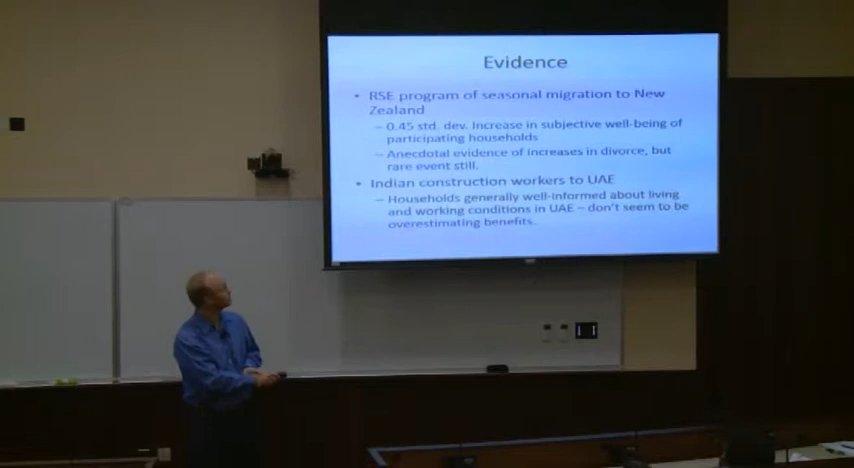 Evidence
• RSE program of seasonal migration to New
Zealand
– 0.45 std. dev. Increase in subjective well-being of
participating households
– Anecdotal evidence of increases in divorce, but
rare event still.
• Indian construction workers to UAE
– Households generally well-informed about living
and working conditions in UAE – don't seem to be
overestimating benefits.